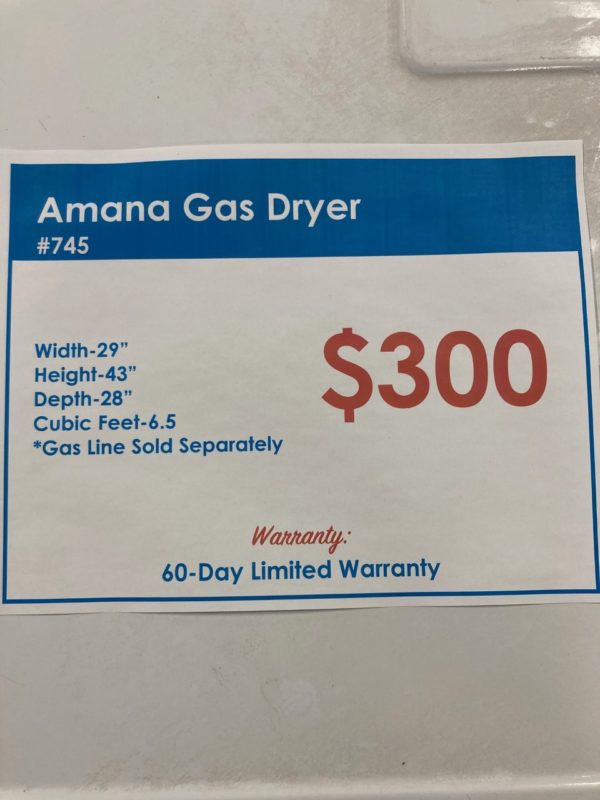 Amana Gas Dryer
#745
Width-29”
Height-43”
Depth-28”
Cubic Feet-6.5
*Gas Line Sold Separately
$300
Warranty:
60-Day Limited Warranty